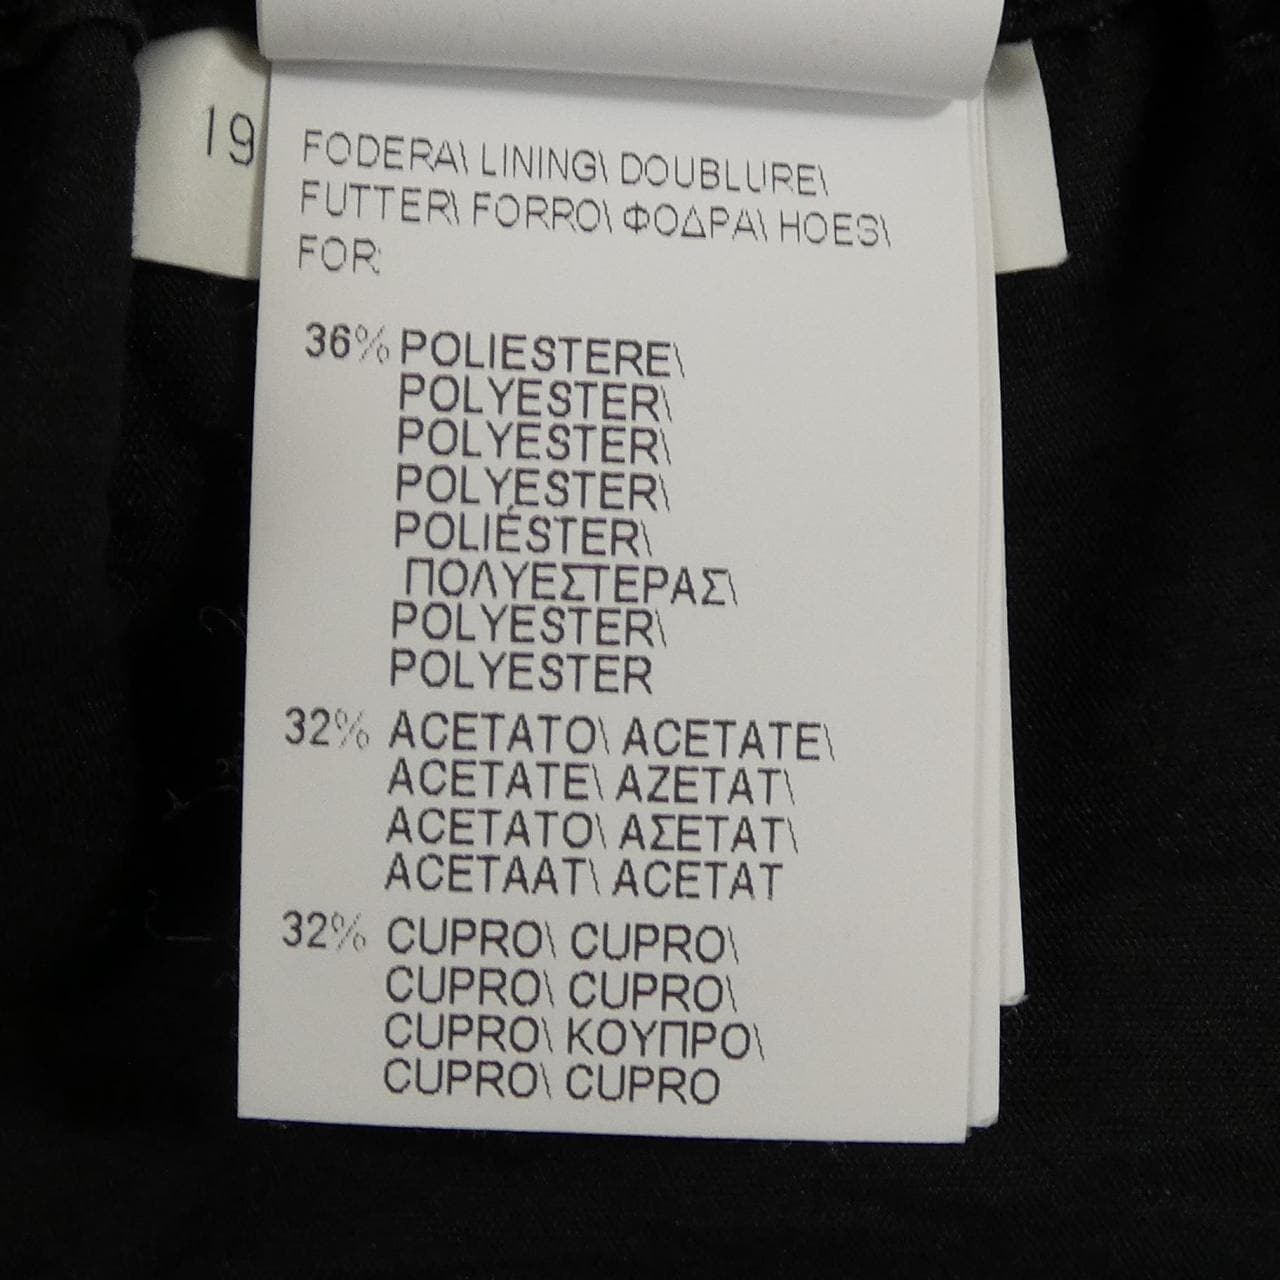 19
FODERA\ LINING\ DOUBLURE\
FUTTER\ FORRO\ ΦΟΔΡΑ\ HOES\
FOR:
36% POLIESTERE\
POLYESTER\
POLYESTER\
POLYESTER\
POLIÉSTER\
ΠΟΛΥΕΣΤΕΡΑΣ\
POLYESTER\
POLYESTER
32% ACETATO\ ACETATE\
ACETATE\ AZETAT\
ACETATO\ ΑΣΕΤΑΤ\
ACETAAT\ ACETAT
32% CUPRO\ CUPRO\
CUPRO\ CUPRO\
CUPRO\ ΚΟΥΠΡΟ\
CUPRO\ CUPRO